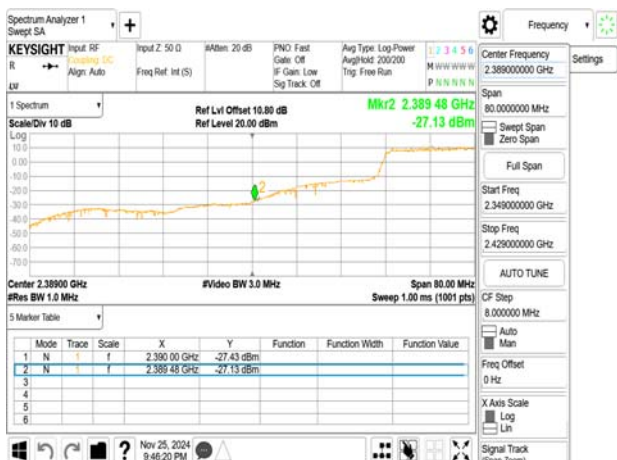 Spectrum Analyzer 1
Swept SA
+
Frequency
KEYSIGHT
Input: RF
Coupling: DC
Align: Auto
Input Z: 50 Ω
Freq Ref: Int (S)
#Atten: 20 dB
PNO: Fast
Gate: Off
IF Gain: Low
Sig Track: Off
Avg Type: Log-Power
Avg|Hold: 200/200
Trig: Free Run
1 2 3 4 5 6
M W W W W W
P N N N N N
R
LXI
1 Spectrum
Scale/Div 10 dB
Ref Lvl Offset 10.80 dB
Ref Level 20.00 dBm
Mkr2 2.389 48 GHz
-27.13 dBm
Log
10.0
0.00
-10.0
-20.0
-30.0
-40.0
-50.0
-60.0
-70.0
2
Center 2.38900 GHz
#Res BW 1.0 MHz
#Video BW 3.0 MHz
Span 80.00 MHz
Sweep 1.00 ms (1001 pts)
5 Marker Table
Mode Trace Scale X Y Function Function Width Function Value
1 N 1 f 2.390 00 GHz -27.43 dBm
2 N 1 f 2.389 48 GHz -27.13 dBm
3
4
5
6
?
Nov 25, 2024
9:46:20 PM
Settings
Center Frequency
2.389000000 GHz
Span
80.0000000 MHz
Swept Span
Zero Span
Full Span
Start Freq
2.349000000 GHz
Stop Freq
2.429000000 GHz
AUTO TUNE
CF Step
8.000000 MHz
Auto
Man
Freq Offset
0 Hz
X Axis Scale
Log
Lin
Signal Track
(Span Zoom)